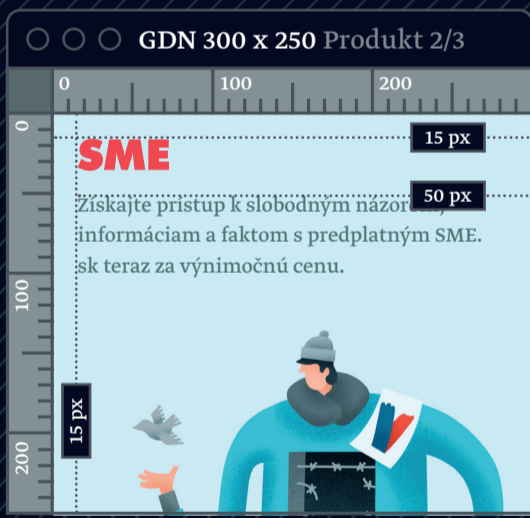 GDN 300 x 250 Produkt 2/3
0 100 200
0
15 px
SME
50 px
Získajte prístup k slobodným názor
informáciam a faktom s predplatným SME.
sk teraz za výnimočnú cenu.
100
15 px
200